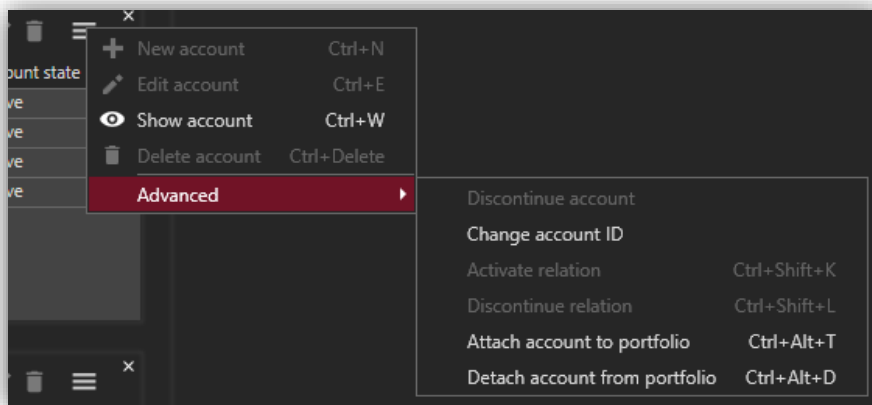 New account Ctrl+N
ount state
Edit account Ctrl+E
ve
Show account Ctrl+W
ve
Delete account Ctrl+Delete
ve
ve
Advanced
Discontinue account
Change account ID
Activate relation Ctrl+Shift+K
Discontinue relation Ctrl+Shift+L
Attach account to portfolio Ctrl+Alt+T
Detach account from portfolio Ctrl+Alt+D